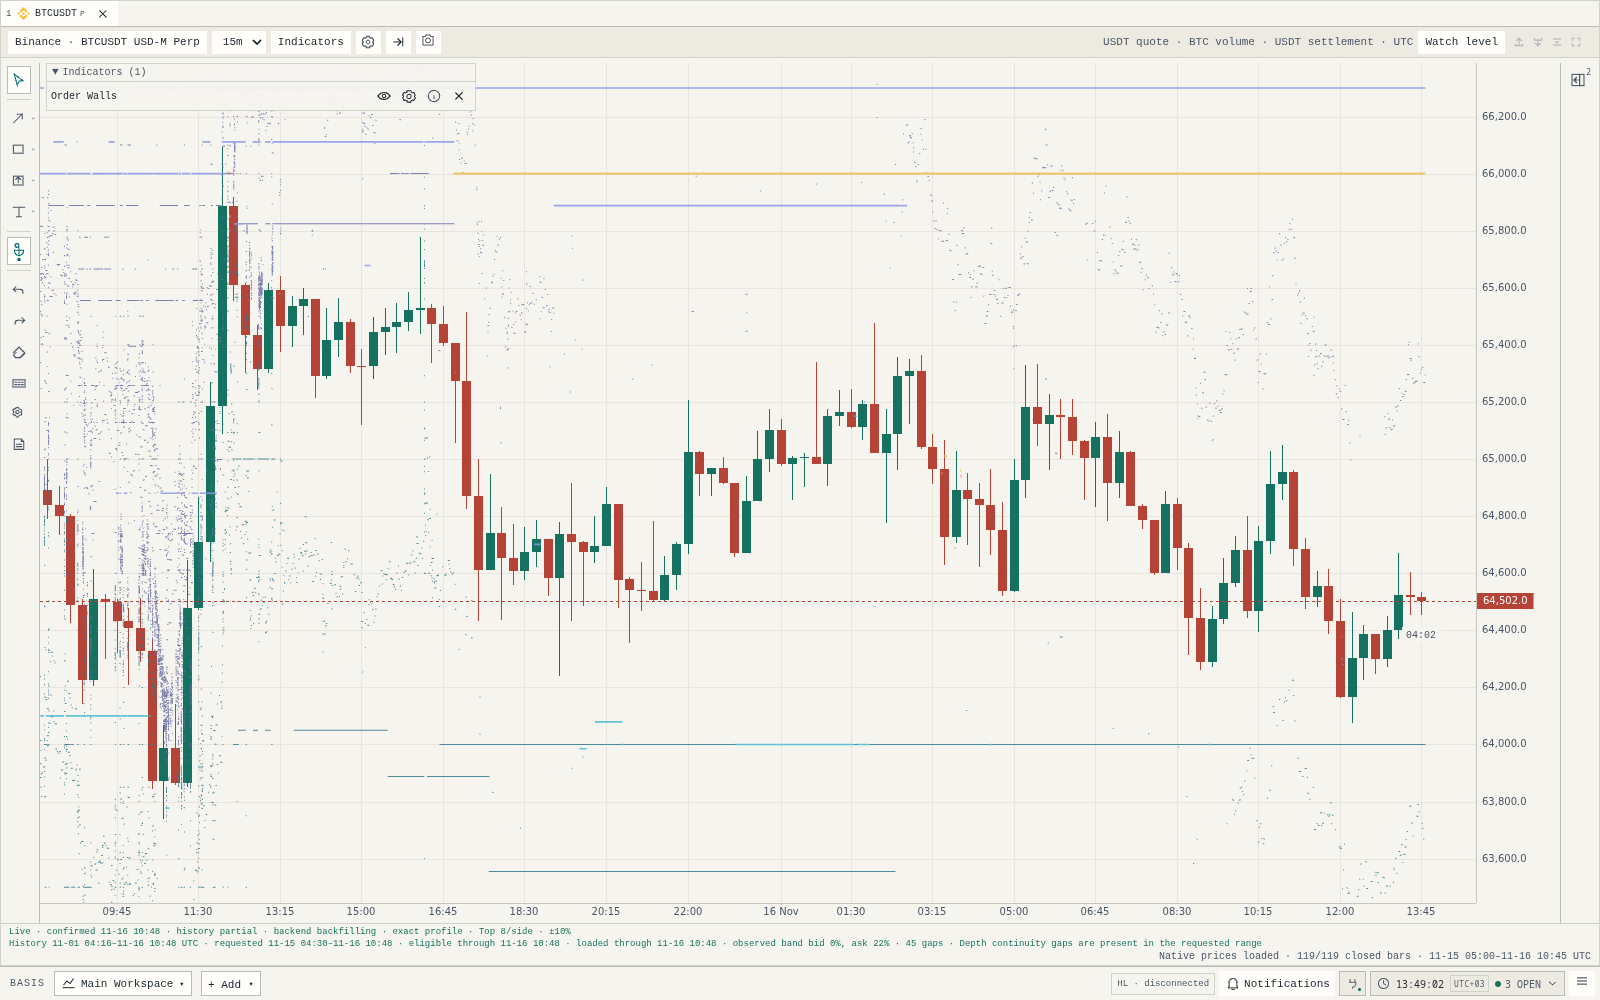 1 BTCUSDT P
Binance · BTCUSDT USD-M Perp 15m Indicators USDT quote · BTC volume · USDT settlement · UTC Watch level
Indicators (1)
Order Walls
2
66,200.0
66,000.0
65,800.0
65,600.0
65,400.0
65,200.0
65,000.0
64,800.0
64,600.0
64,502.0
64,400.0
04:02
64,200.0
64,000.0
63,800.0
63,600.0
09:45 11:30 13:15 15:00 16:45 18:30 20:15 22:00 16 Nov 01:30 03:15 05:00 06:45 08:30 10:15 12:00 13:45
Live · confirmed 11-16 10:48 · history partial · backend backfilling · exact profile · Top 8/side · ±10%
History 11-01 04:16–11-16 10:48 UTC · requested 11-15 04:30–11-16 10:48 · eligible through 11-16 10:48 · loaded through 11-16 10:48 · observed band bid 0%, ask 22% · 45 gaps · Depth continuity gaps are present in the requested range
Native prices loaded · 119/119 closed bars · 11-15 05:00–11-16 10:45 UTC
BASIS Main Workspace + Add HL · disconnected Notifications 13:49:02 UTC+03 3 OPEN